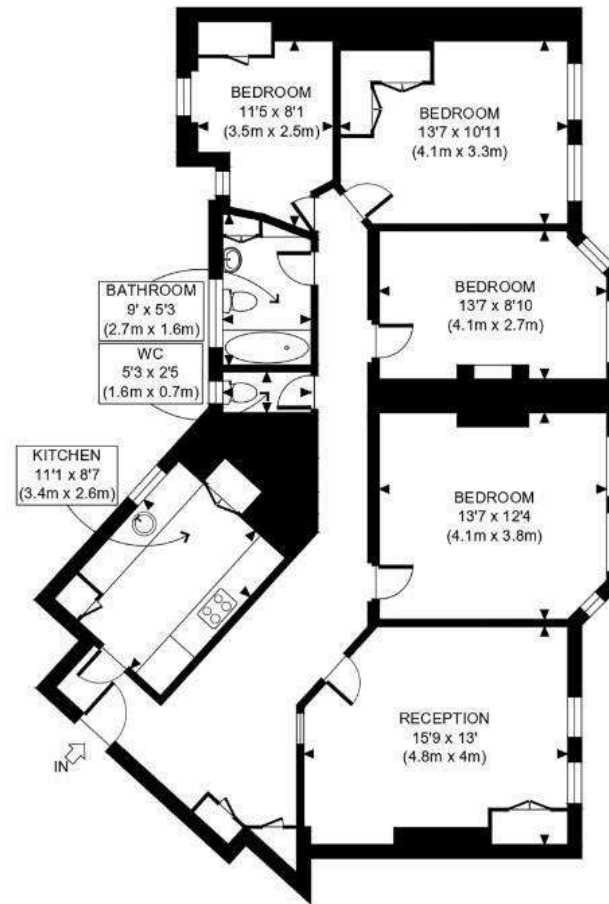 BEDROOM
11'5 x 8'1
(3.5m x 2.5m)
BEDROOM
13'7 x 10'11
(4.1m x 3.3m)
BEDROOM
13'7 x 8'10
(4.1m x 2.7m)
BATHROOM
9' x 5'3
(2.7m x 1.6m)
WC
5'3 x 2'5
(1.6m x 0.7m)
KITCHEN
11'1 x 8'7
(3.4m x 2.6m)
BEDROOM
13'7 x 12'4
(4.1m x 3.8m)
RECEPTION
15'9 x 13'
(4.8m x 4m)
IN